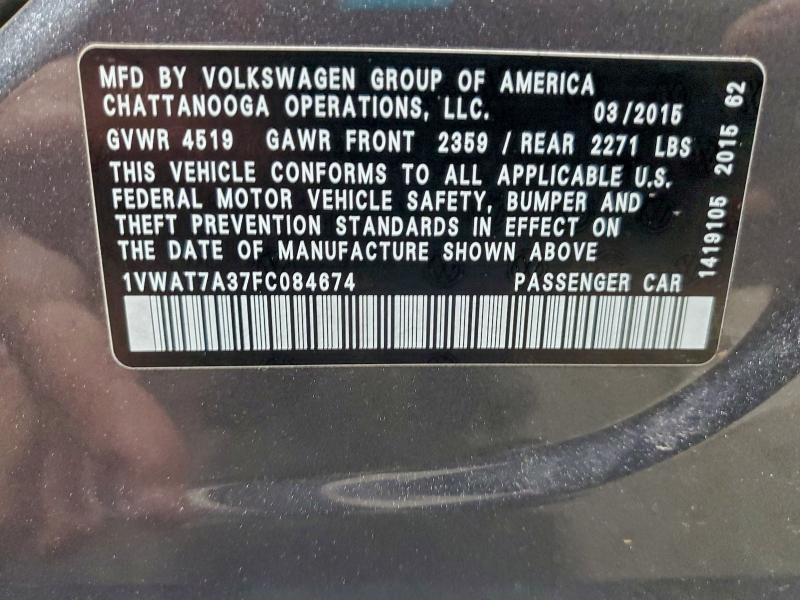 MFD BY VOLKSWAGEN GROUP OF AMERICA
CHATTANOOGA OPERATIONS, LLC. 03/2015
GVWR 4519 GAWR FRONT 2359 / REAR 2271 LBS
THIS VEHICLE CONFORMS TO ALL APPLICABLE U.S.
FEDERAL MOTOR VEHICLE SAFETY, BUMPER AND
THEFT PREVENTION STANDARDS IN EFFECT ON
THE DATE OF MANUFACTURE SHOWN ABOVE
1VWAT7A37FC084674 PASSENGER CAR
1419105 2015 62